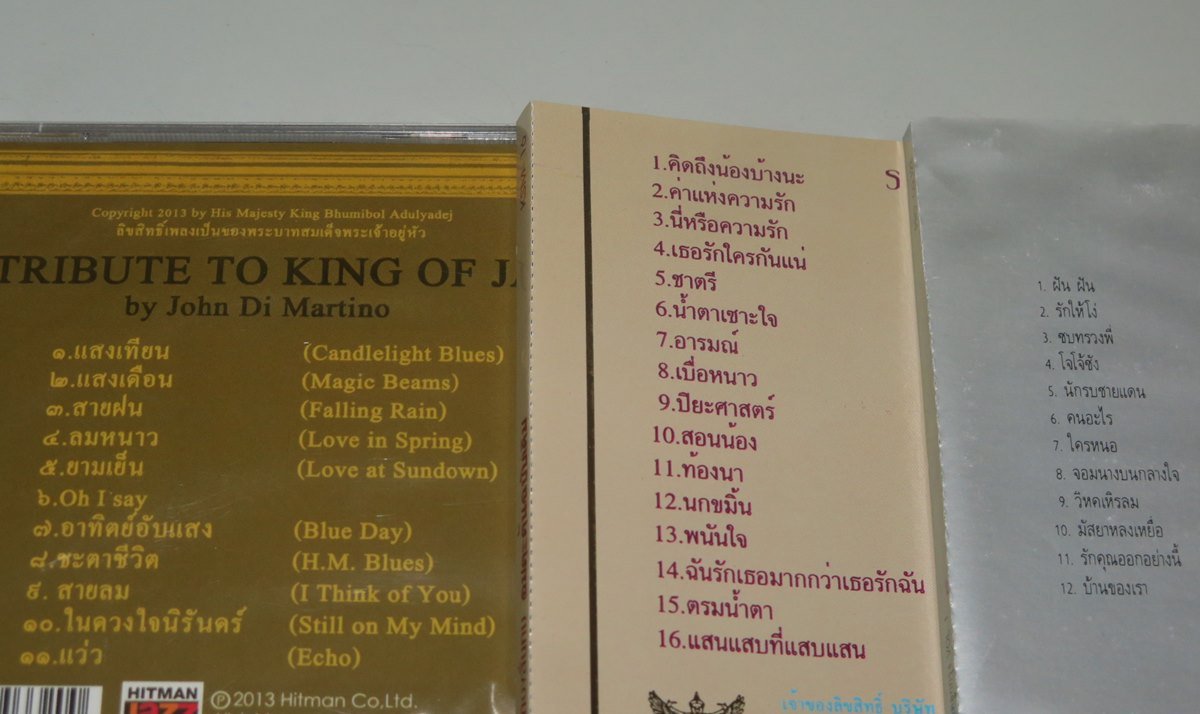 Copyright 2013 by His Majesty King Bhumibol Adulyadej
ลิขสิทธิ์เพลงเป็นของพระบาทสมเด็จพระเจ้าอยู่หัว
TRIBUTE TO KING OF
by John Di Martino
๑.แสงเทียน (Candlelight Blues)
๒.แสงเดือน (Magic Beams)
๓.สายฝน (Falling Rain)
๔.ลมหนาว (Love in Spring)
๕.ยามเย็น (Love at Sundown)
๖.Oh I say
๗.อาทิตย์อับแสง (Blue Day)
๘.ชะตาชีวิต (H.M. Blues)
๙. สายลม (I Think of You)
๑๐.ในดวงใจนิรันดร์ (Still on My Mind)
๑๑.แว่ว (Echo)
HITMAN
Jazz
℗2013 Hitman Co,Ltd.
1.คิดถึงน้องบ้างนะ
2.ค่าแห่งความรัก
3.นี่หรือความรัก
4.เธอรักใครกันแน่
5.ชาตรี
6.น้ำตาเซาะใจ
7.อารมณ์
8.เบื่อหนาว
9.ปิยะศาสตร์
10.สอนน้อง
11.ท้องนา
12.นกขมิ้น
13.พนันใจ
14.ฉันรักเธอมากกว่าเธอรักฉัน
15.ตรมน้ำตา
16.แสนแสบที่แสบแสน
เจ้าของลิขสิทธิ์ บริษัท
1. ฝัน ฝัน
2. รักให้โง่
3. ซบทรวงพี่
4. โจโจ้ซัง
5. นักรบชายแดน
6. คนอะไร
7. ใครหนอ
8. จอมนางบนกลางใจ
9. วิหคเหิรลม
10. มัสยาหลงเหยื่อ
11. รักคุณออกอย่างนี้
12. บ้านของเรา